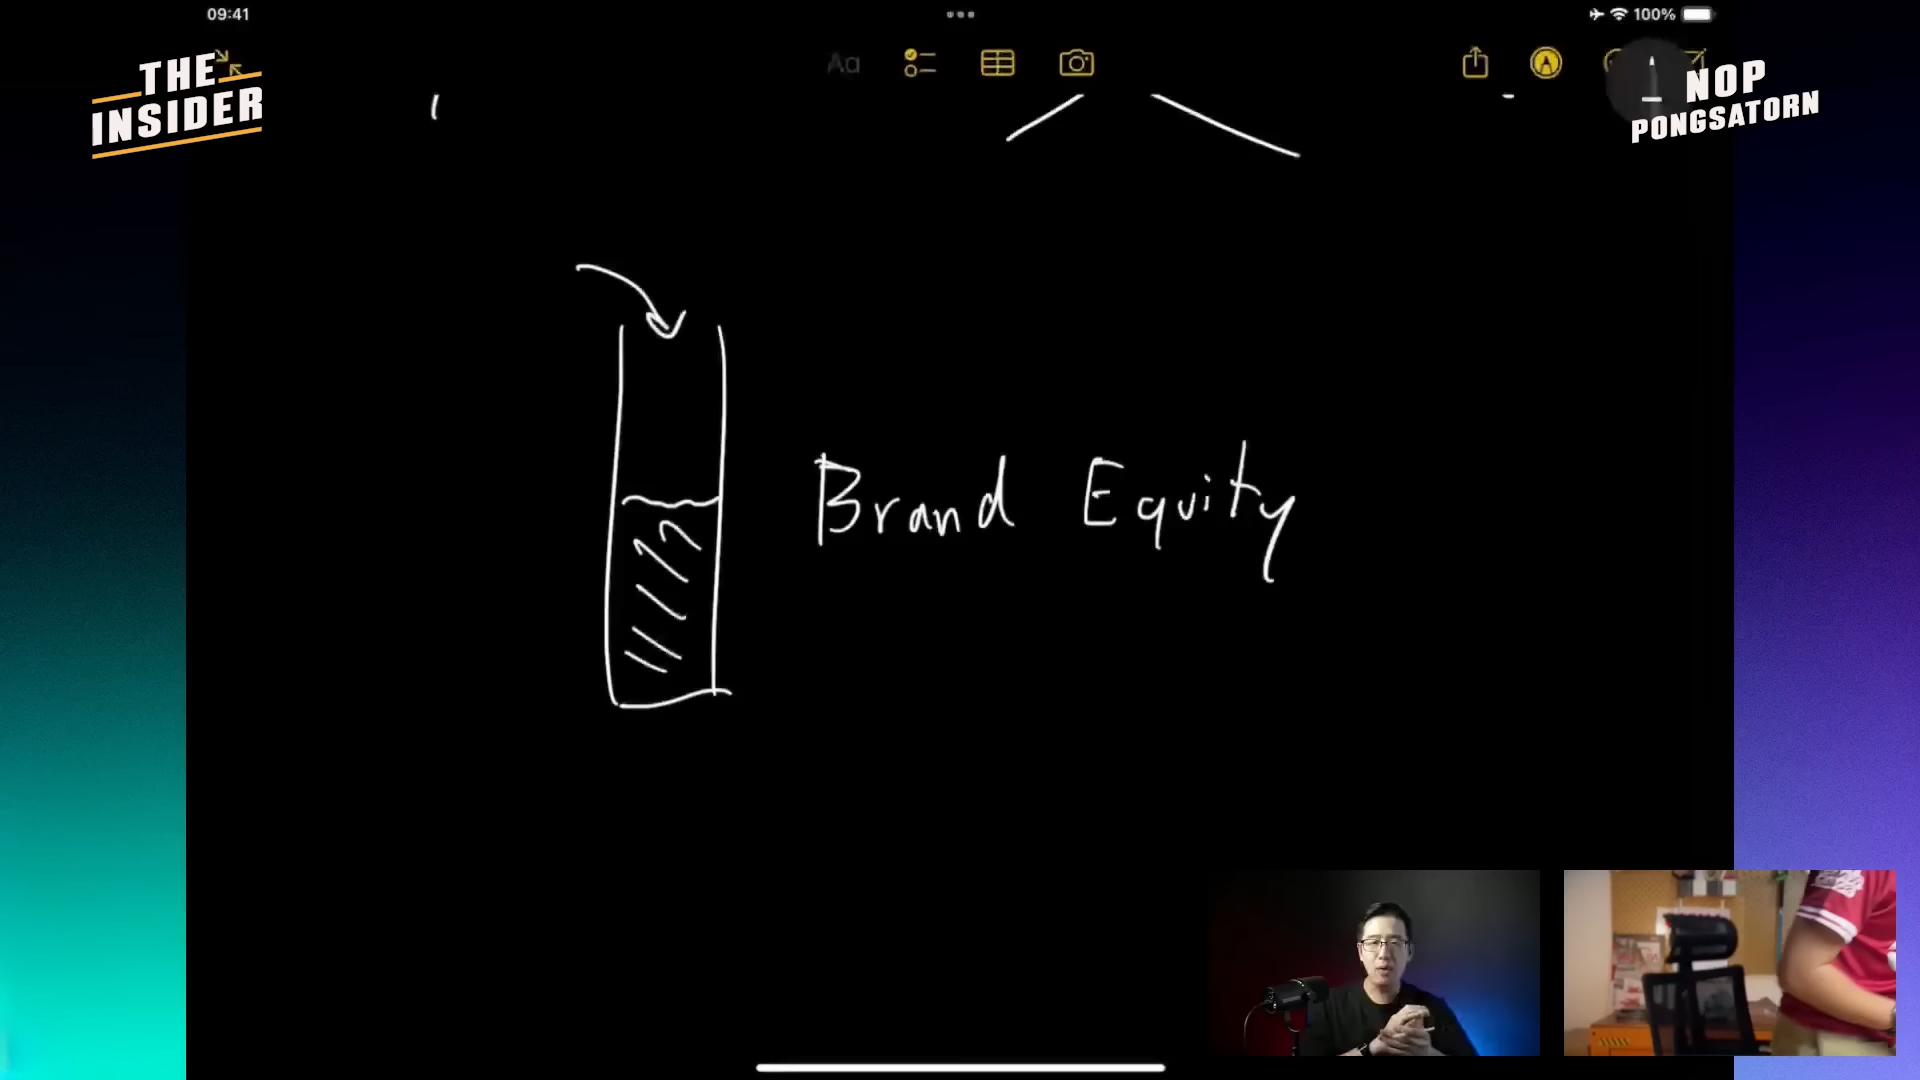 09:41
100%
THE
INSIDER
Aa
NOP
PONGSATORN
Brand Equity